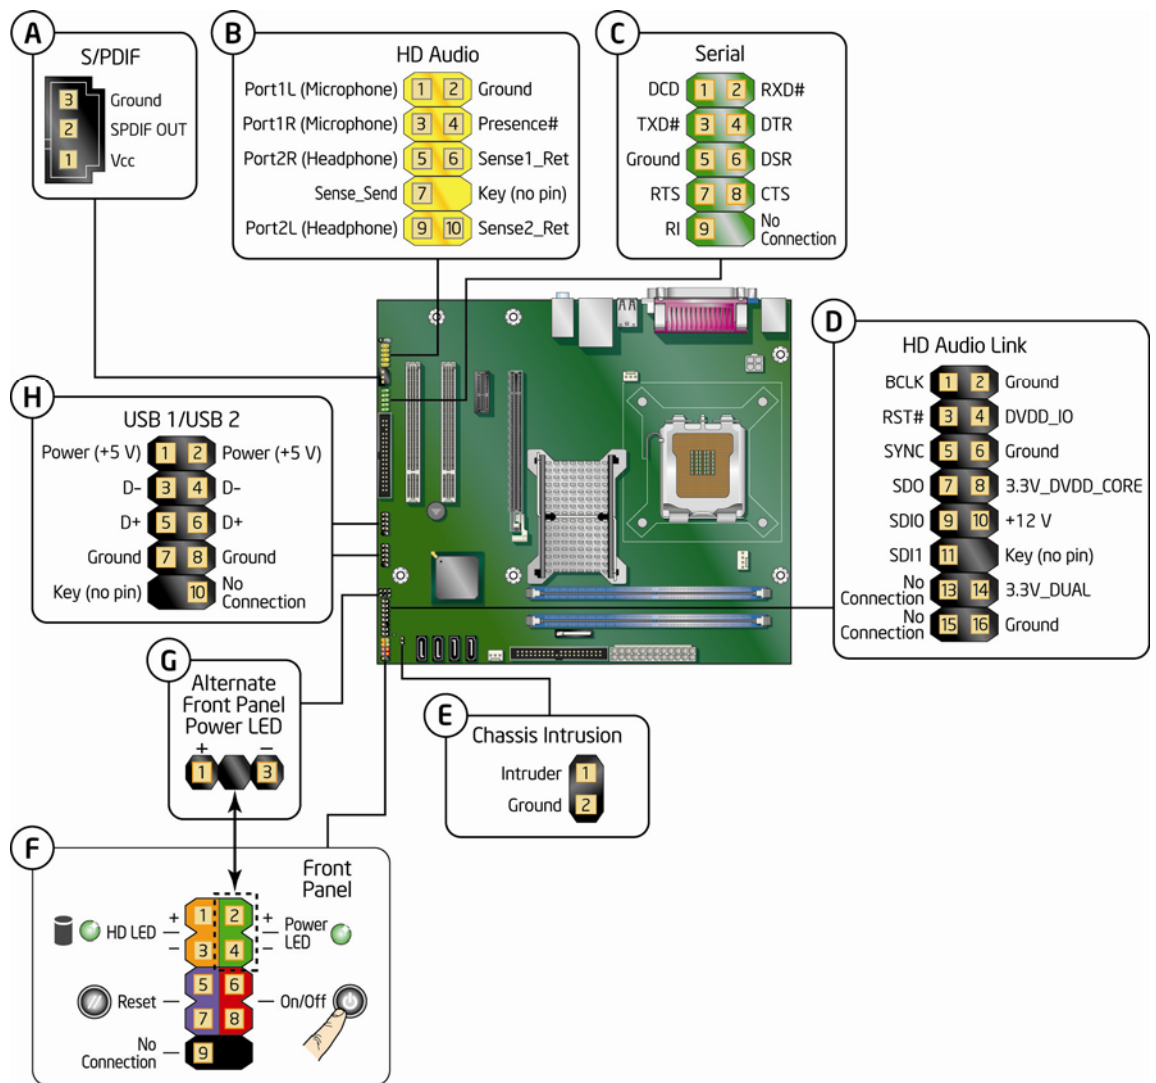 A
S/PDIF
3 Ground
2 SPDIF OUT
1 Vcc
B
HD Audio
Port1L (Microphone) 1 2 Ground
Port1R (Microphone) 3 4 Presence#
Port2R (Headphone) 5 6 Sense1_Ret
Sense_Send 7 Key (no pin)
Port2L (Headphone) 9 10 Sense2_Ret
C
Serial
DCD 1 2 RXD#
TXD# 3 4 DTR
Ground 5 6 DSR
RTS 7 8 CTS
RI 9 No
Connection
D
HD Audio Link
BCLK 1 2 Ground
RST# 3 4 DVDD_IO
SYNC 5 6 Ground
SDO 7 8 3.3V_DVDD_CORE
SDI0 9 10 +12 V
SDI1 11 Key (no pin)
No
Connection 13 14 3.3V_DUAL
No
Connection 15 16 Ground
H
USB 1/USB 2
Power (+5 V) 1 2 Power (+5 V)
D- 3 4 D-
D+ 5 6 D+
Ground 7 8 Ground
Key (no pin) 10 No
Connection
G
Alternate
Front Panel
Power LED
+ −
1 3
E
Chassis Intrusion
Intruder 1
Ground 2
F
Front
Panel
+ 1 2 +
HD LED Power
LED
− 3 4 −
5 6
Reset On/Off
7 8
No
Connection 9